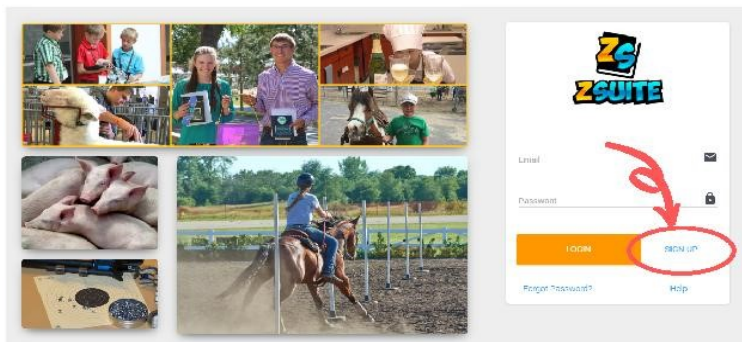 ZS
ZSUITE
Email
Password
LOGIN
SIGN UP
Forgot Password?
Help